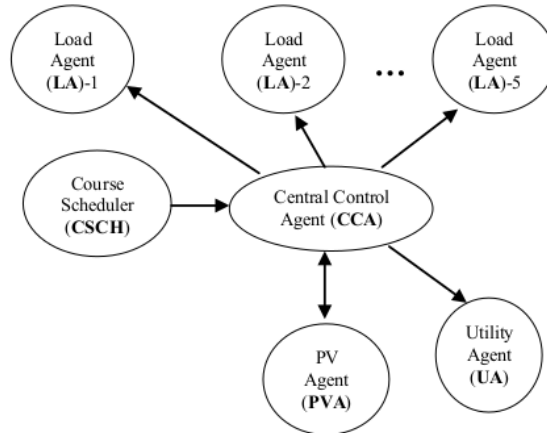 Load
Agent
(LA)-1
Load
Agent
(LA)-2
...
Load
Agent
(LA)-5
Course
Scheduler
(CSCH)
Central Control
Agent (CCA)
PV
Agent
(PVA)
Utility
Agent
(UA)